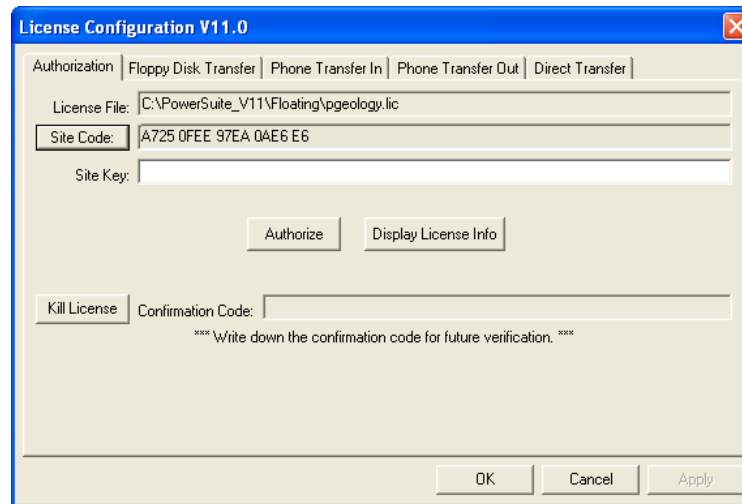 License Configuration V11.0
Authorization Floppy Disk Transfer Phone Transfer In Phone Transfer Out Direct Transfer
License File: C:\PowerSuite_V11\Floating\pgeology.lic
Site Code: A725 0FEE 97EA 0AE6 E6
Site Key:
Authorize Display License Info
Kill License Confirmation Code:
*** Write down the confirmation code for future verification. ***
OK Cancel Apply